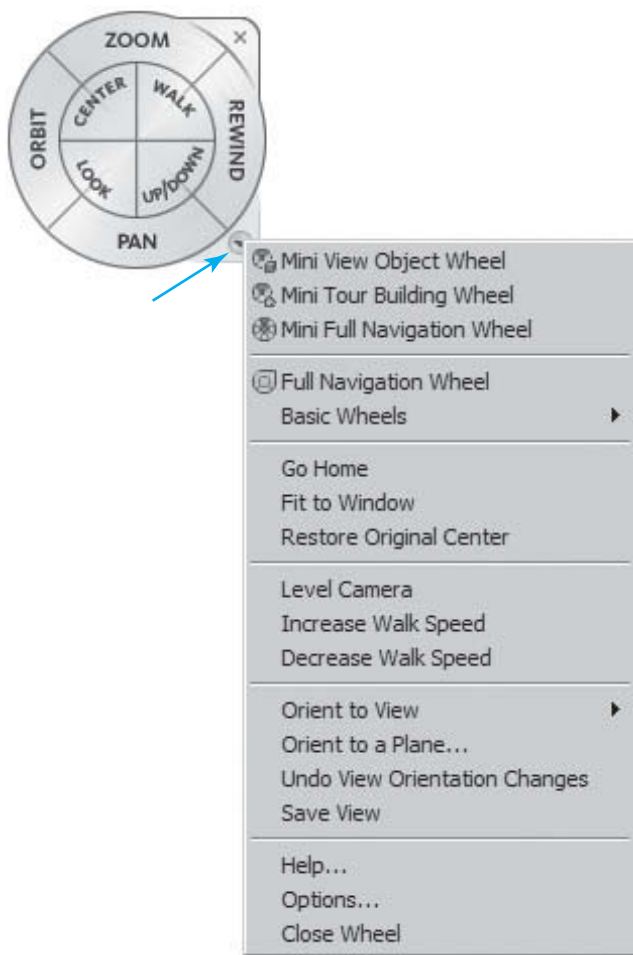 ZOOM
CENTER
WALK
ORBIT
REWIND
LOOK
UP/DOWN
PAN
Mini View Object Wheel
Mini Tour Building Wheel
Mini Full Navigation Wheel
Full Navigation Wheel
Basic Wheels
Go Home
Fit to Window
Restore Original Center
Level Camera
Increase Walk Speed
Decrease Walk Speed
Orient to View
Orient to a Plane...
Undo View Orientation Changes
Save View
Help...
Options...
Close Wheel